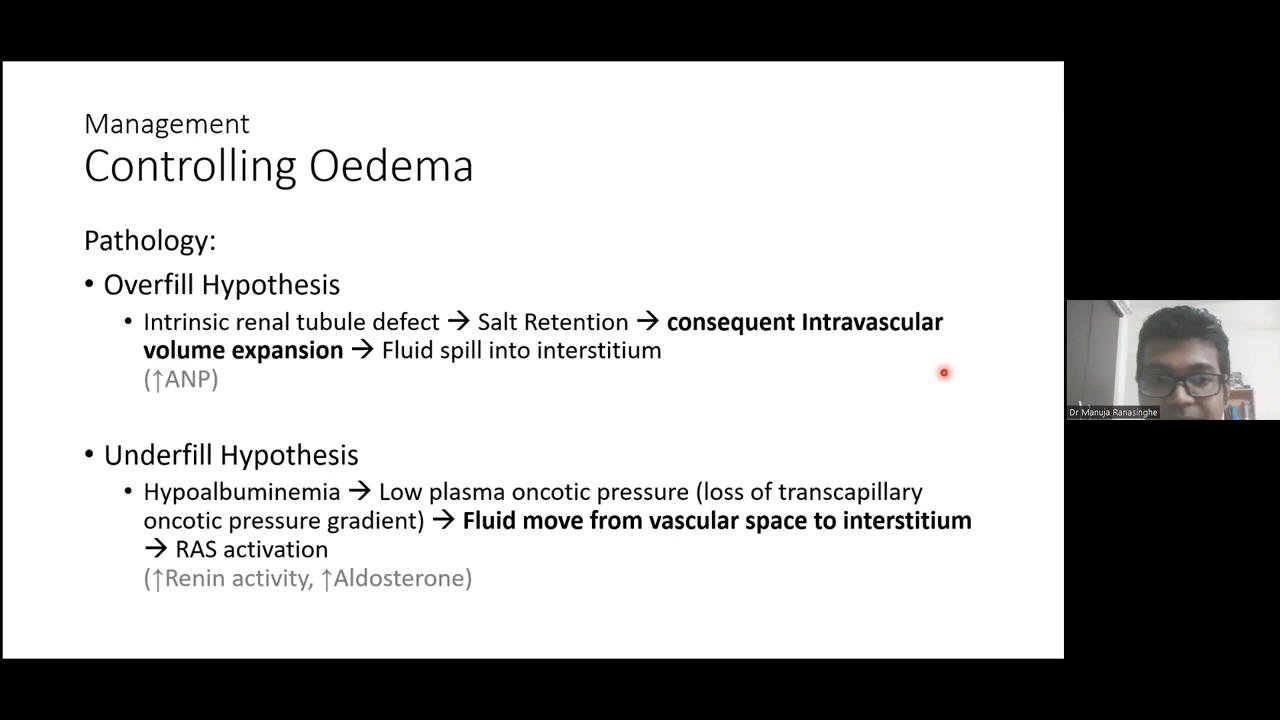 Management
Controlling Oedema
Pathology:
• Overfill Hypothesis
• Intrinsic renal tubule defect → Salt Retention → consequent Intravascular
volume expansion → Fluid spill into interstitium
(↑ANP)
• Underfill Hypothesis
• Hypoalbuminemia → Low plasma oncotic pressure (loss of transcapillary
oncotic pressure gradient) → Fluid move from vascular space to interstitium
→ RAS activation
(↑Renin activity, ↑Aldosterone)
Dr Manuja Ranasinghe